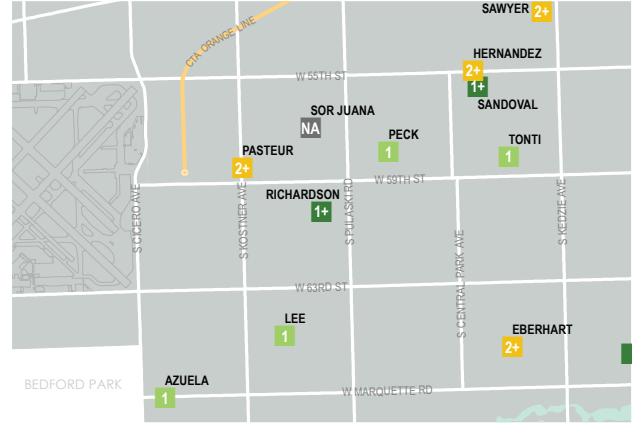 SAWYER
2+
CTA ORANGE LINE
HERNANDEZ
2+
W 55TH ST
1+
SANDOVAL
SOR JUANA
NA
PECK
1
TONTI
1
PASTEUR
2+
W 59TH ST
RICHARDSON
1+
S CICERO AVE
S KOSTNER AVE
S PULASKI RD
S CENTRAL PARK AVE
S KEDZIE AVE
W 63RD ST
LEE
1
EBERHART
2+
BEDFORD PARK
AZUELA
1
W MARQUETTE RD